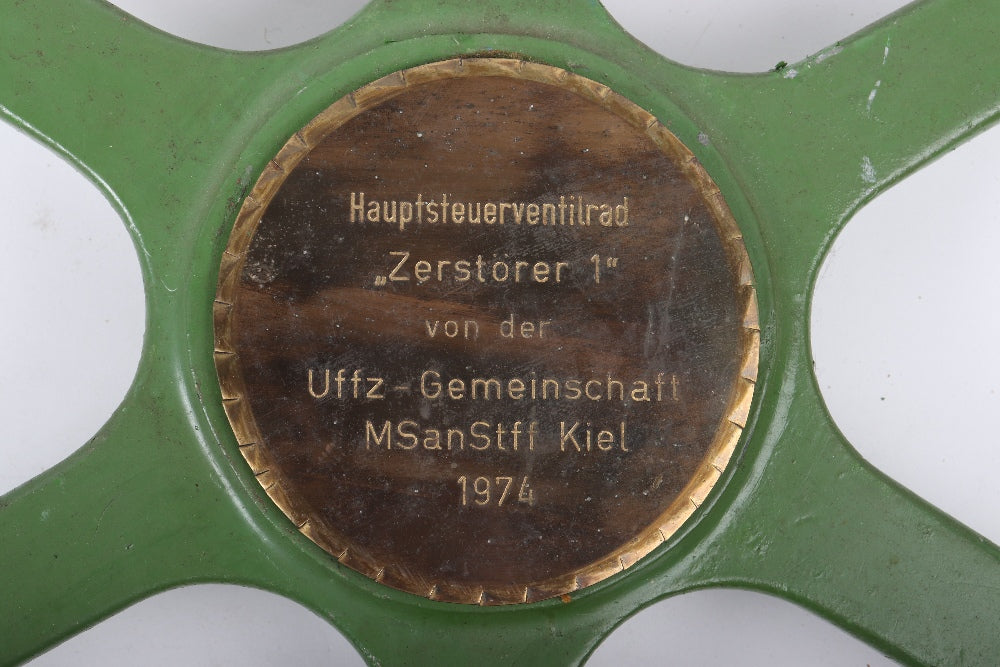 Hauptsteuerventilrad
„Zerstörer 1“
von der
Uffz-Gemeinschaft
MSanStff Kiel
1974